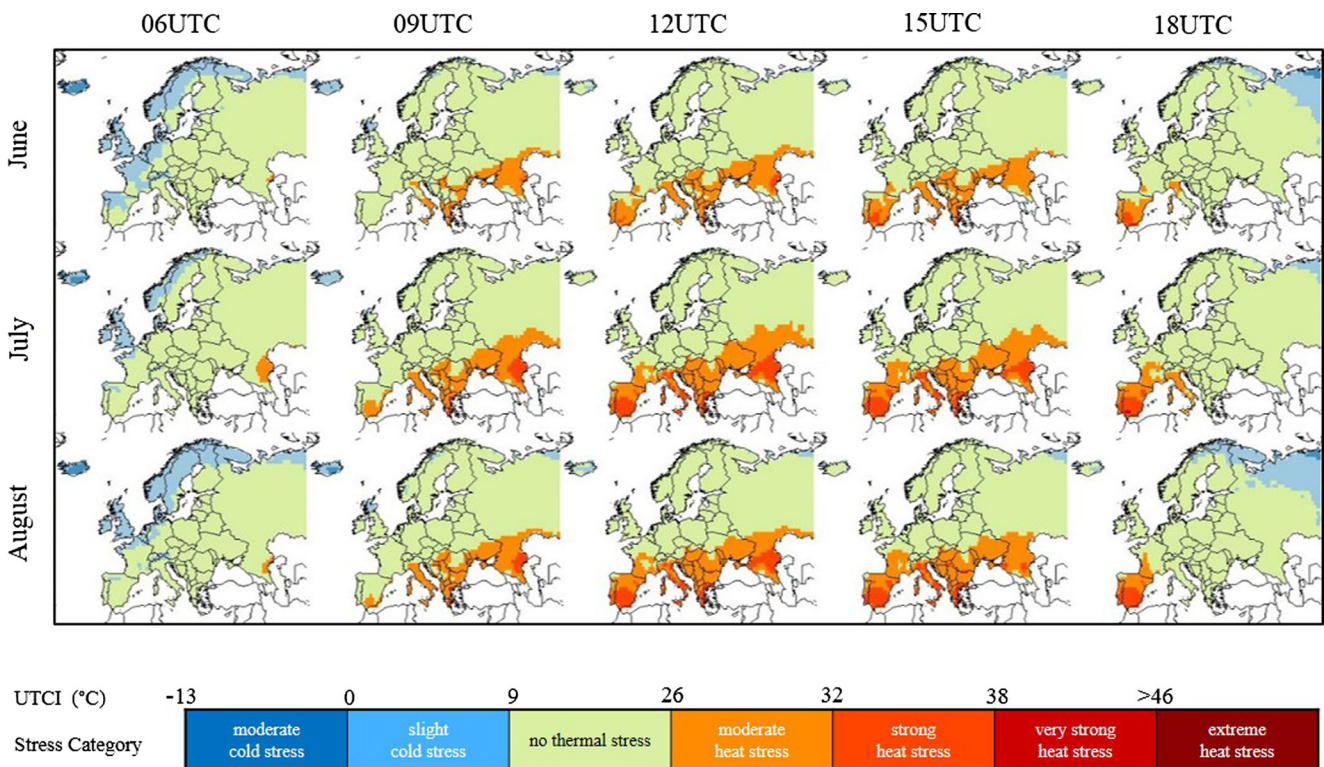 06UTC 09UTC 12UTC 15UTC 18UTC
June
July
August
UTCI (°C) -13 0 9 26 32 38 >46
Stress Category
moderate
cold stress
slight
cold stress
no thermal stress
moderate
heat stress
strong
heat stress
very strong
heat stress
extreme
heat stress